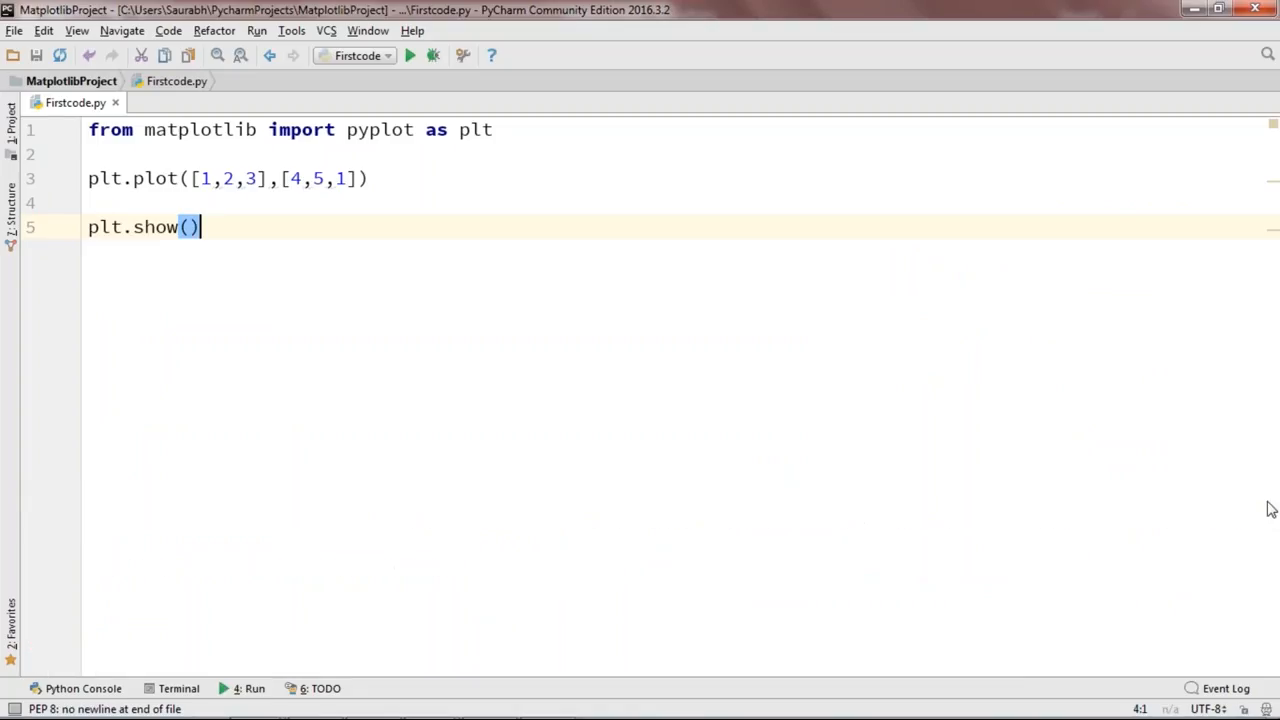 MatplotlibProject - [C:\Users\Saurabh\PycharmProjects\MatplotlibProject] - ...\Firstcode.py - PyCharm Community Edition 2016.3.2
File Edit View Navigate Code Refactor Run Tools VCS Window Help
Firstcode
MatplotlibProject Firstcode.py
Firstcode.py
1: Project
7: Structure
2: Favorites
1 from matplotlib import pyplot as plt
2
3 plt.plot([1,2,3],[4,5,1])
4
5 plt.show()
Python Console Terminal 4: Run 6: TODO Event Log
PEP 8: no newline at end of file 4:1 n/a UTF-8